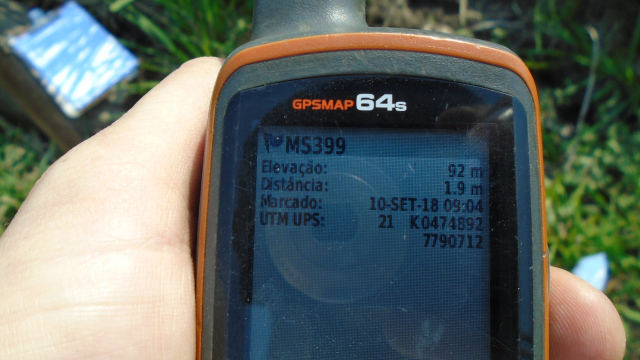 GPSMAP 64s
MS399
Elevação: 92 m
Distância: 1.9 m
Marcado: 10-SET-18 09:04
UTM UPS: 21 K0474892
7790712